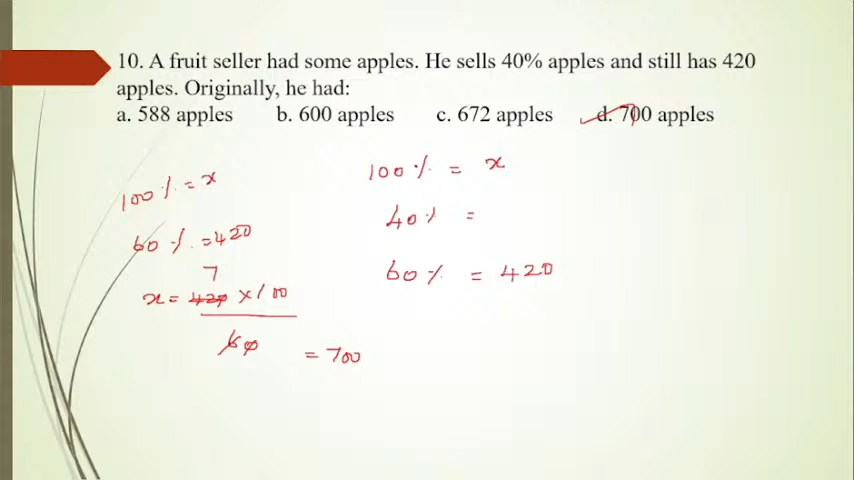 10. A fruit seller had some apples. He sells 40% apples and still has 420
apples. Originally, he had:
a. 588 apples b. 600 apples c. 672 apples d. 700 apples
100% = x
60% = 420
7
x = 420 x 100
60
= 700
100% = x
40% =
60% = 420